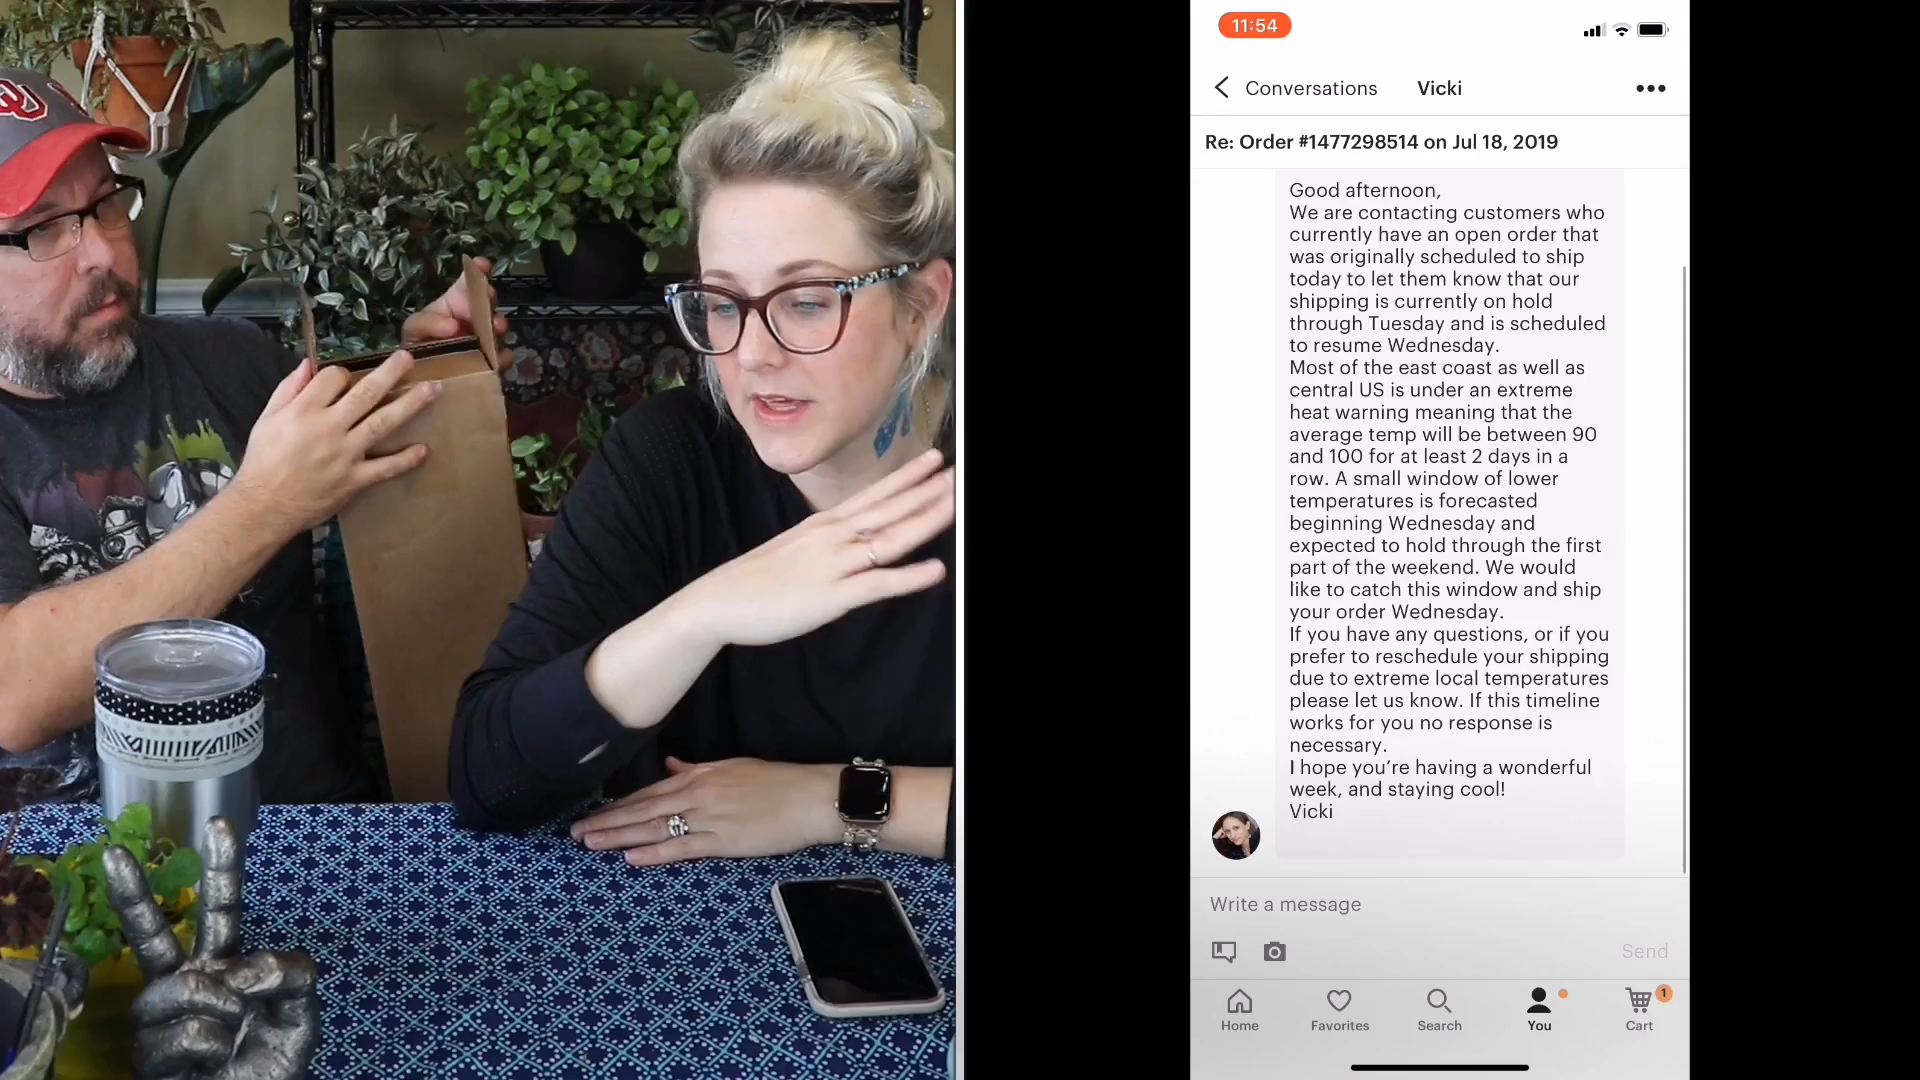 OU
11:54
Conversations
Vicki
Re: Order #1477298514 on Jul 18, 2019
Good afternoon,
We are contacting customers who
currently have an open order that
was originally scheduled to ship
today to let them know that our
shipping is currently on hold
through Tuesday and is scheduled
to resume Wednesday.
Most of the east coast as well as
central US is under an extreme
heat warning meaning that the
average temp will be between 90
and 100 for at least 2 days in a
row. A small window of lower
temperatures is forecasted
beginning Wednesday and
expected to hold through the first
part of the weekend. We would
like to catch this window and ship
your order Wednesday.
If you have any questions, or if you
prefer to reschedule your shipping
due to extreme local temperatures
please let us know. If this timeline
works for you no response is
necessary.
I hope you're having a wonderful
week, and staying cool!
Vicki
Write a message
Send
Home
Favorites
Search
You
Cart
1